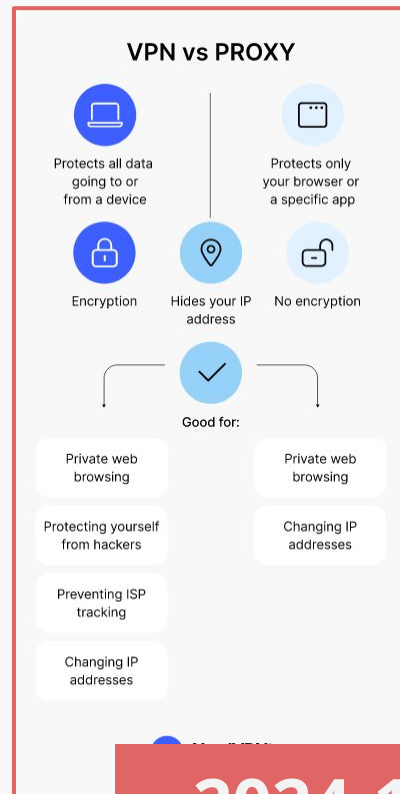 VPN vs PROXY
Protects all data
going to or
from a device
Protects only
your browser or
a specific app
Encryption
Hides your IP
address
No encryption
Good for:
Private web
browsing
Protecting yourself
from hackers
Preventing ISP
tracking
Changing IP
addresses
Private web
browsing
Changing IP
addresses